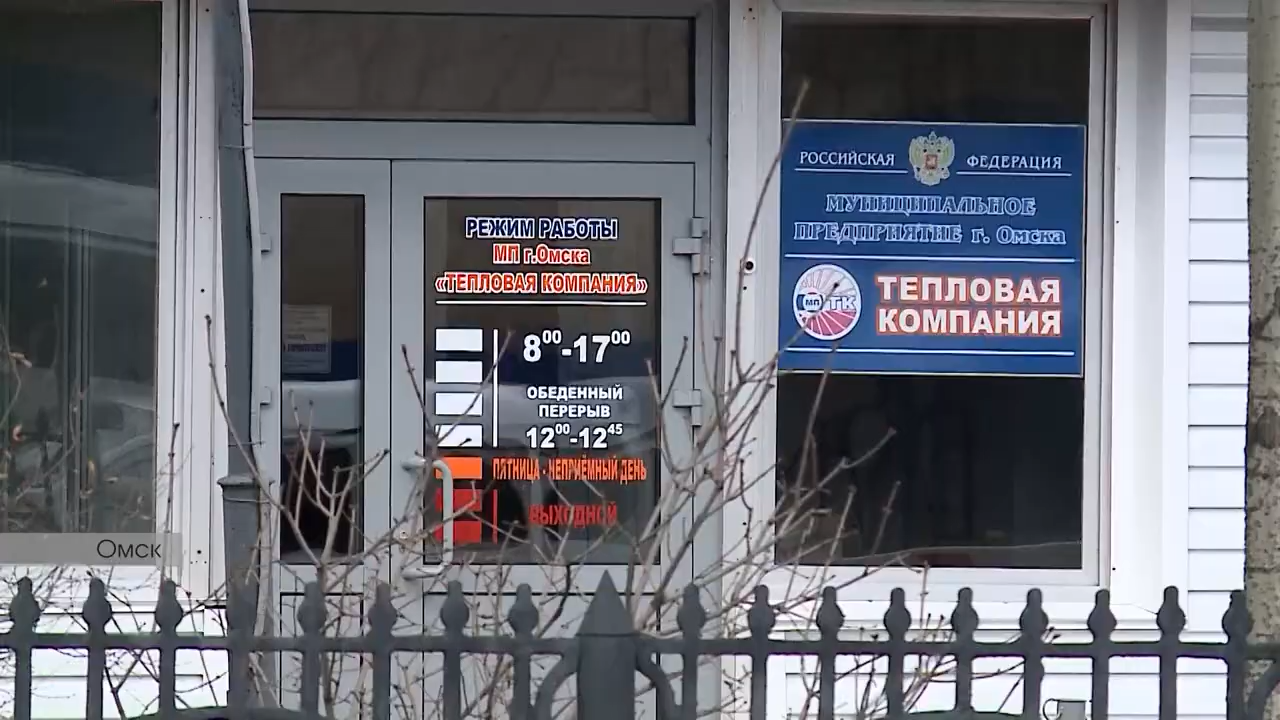 РЕЖИМ РАБОТЫ
МП г.Омска
«ТЕПЛОВАЯ КОМПАНИЯ»
8⁰⁰-17⁰⁰
ОБЕДЕННЫЙ
ПЕРЕРЫВ
12⁰⁰-12⁴⁵
ПЯТНИЦА - НЕПРИЁМНЫЙ ДЕНЬ
ВЫХОДНОЙ
РОССИЙСКАЯ ФЕДЕРАЦИЯ
МУНИЦИПАЛЬНОЕ
ПРЕДПРИЯТИЕ г. Омска
МП ТК
ТЕПЛОВАЯ
КОМПАНИЯ
Омск